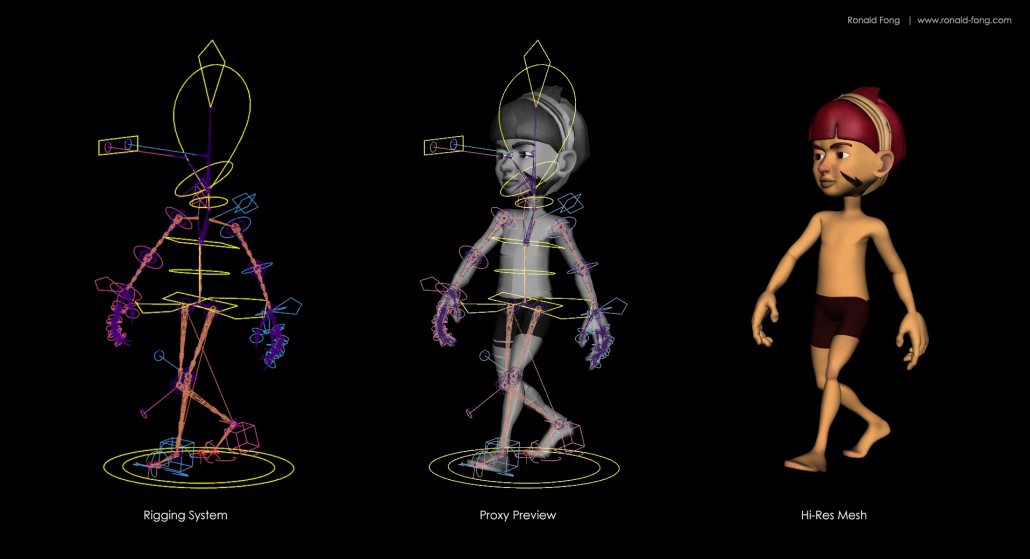 Ronald Fong | www.ronald-fong.com
Rigging System
Proxy Preview
Hi-Res Mesh